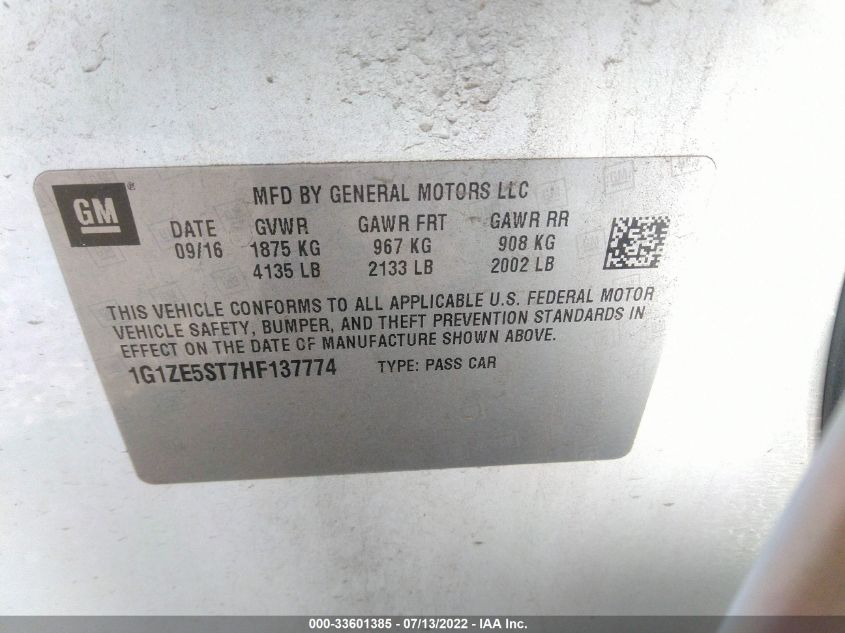 GM ®
MFD BY GENERAL MOTORS LLC
DATE GVWR GAWR FRT GAWR RR
09/16 1875 KG 967 KG 908 KG
4135 LB 2133 LB 2002 LB
THIS VEHICLE CONFORMS TO ALL APPLICABLE U.S. FEDERAL MOTOR
VEHICLE SAFETY, BUMPER, AND THEFT PREVENTION STANDARDS IN
EFFECT ON THE DATE OF MANUFACTURE SHOWN ABOVE.
1G1ZE5ST7HF137774 TYPE: PASS CAR
000-33601385 - 07/13/2022 - IAA Inc.